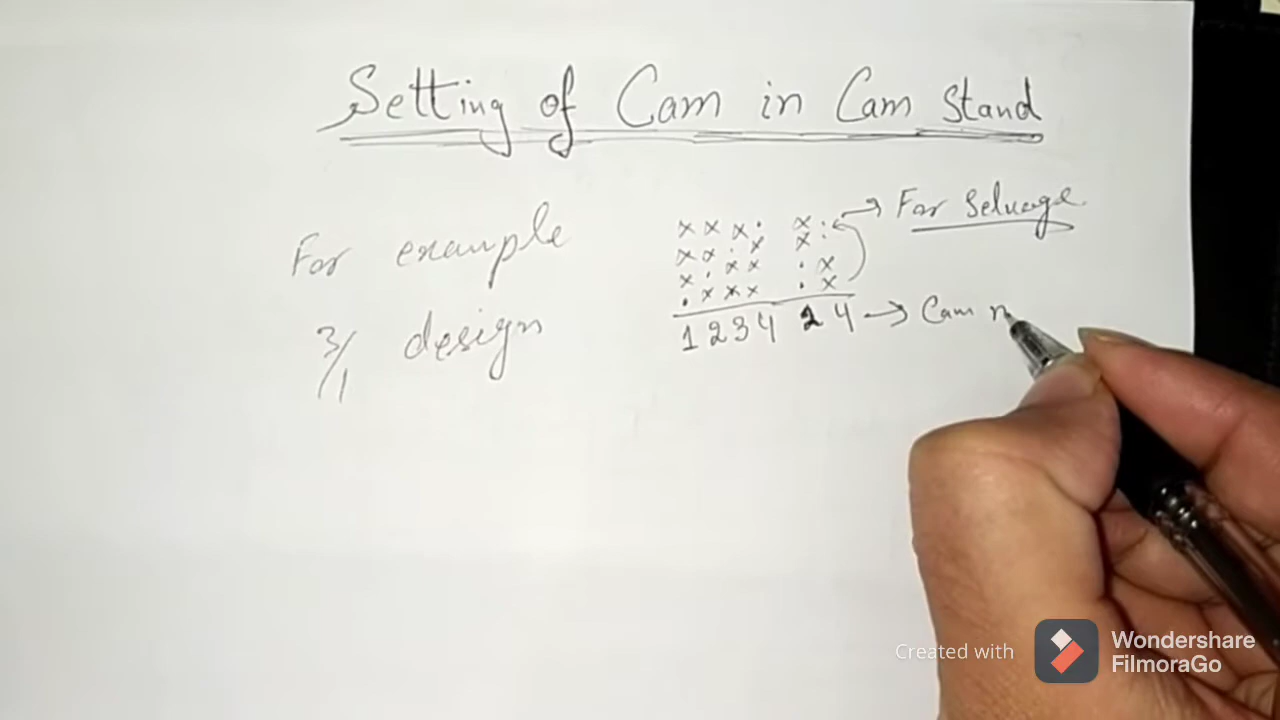 Setting of Cam in Cam Stand
For example
3/1 design
x x x . x . → For Selvage
x x . x x .
x . x x . x
. x x x . x
1 2 3 4 2 4 → Cam n
Created with Wondershare FilmoraGo